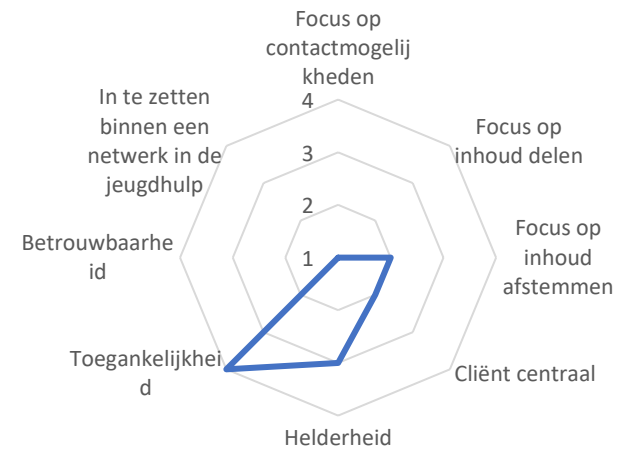 Focus op
contactmogelij
kheden
Focus op
inhoud delen
Focus op
inhoud
afstemmen
Cliënt centraal
Helderheid
Toegankelijkhei
d
Betrouwbaarhe
id
In te zetten
binnen een
netwerk in de
jeugdhulp
4
3
2
1